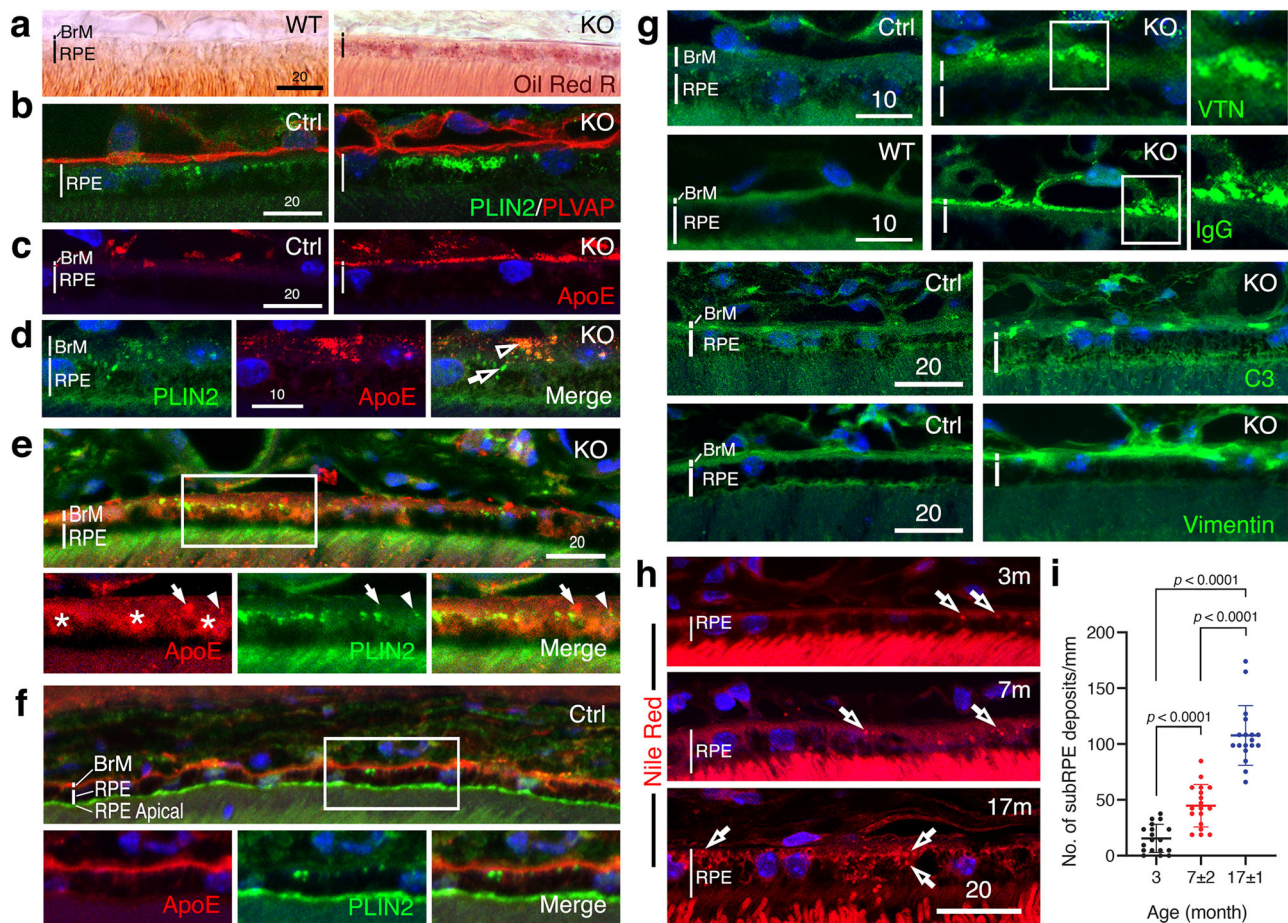 a
BrM
RPE
WT
20
KO
Oil Red R
b
Ctrl
RPE
20
KO
PLIN2/PLVAP
c
Ctrl
BrM
RPE
20
KO
ApoE
d
BrM
RPE
PLIN2
10
ApoE
KO
Merge
e
KO
BrM
RPE
20
ApoE
PLIN2
Merge
f
Ctrl
BrM
RPE
RPE Apical
ApoE
PLIN2
Merge
g
Ctrl
BrM
RPE
10
KO
VTN
WT
BrM
RPE
10
KO
IgG
Ctrl
BrM
RPE
20
KO
C3
Ctrl
BrM
RPE
20
KO
Vimentin
h
Nile Red
3m
RPE
7m
RPE
17m
RPE
20
i
p < 0.0001
p < 0.0001
p < 0.0001
No. of subRPE deposits/mm
200
150
100
50
0
3
7±2
17±1
Age (month)